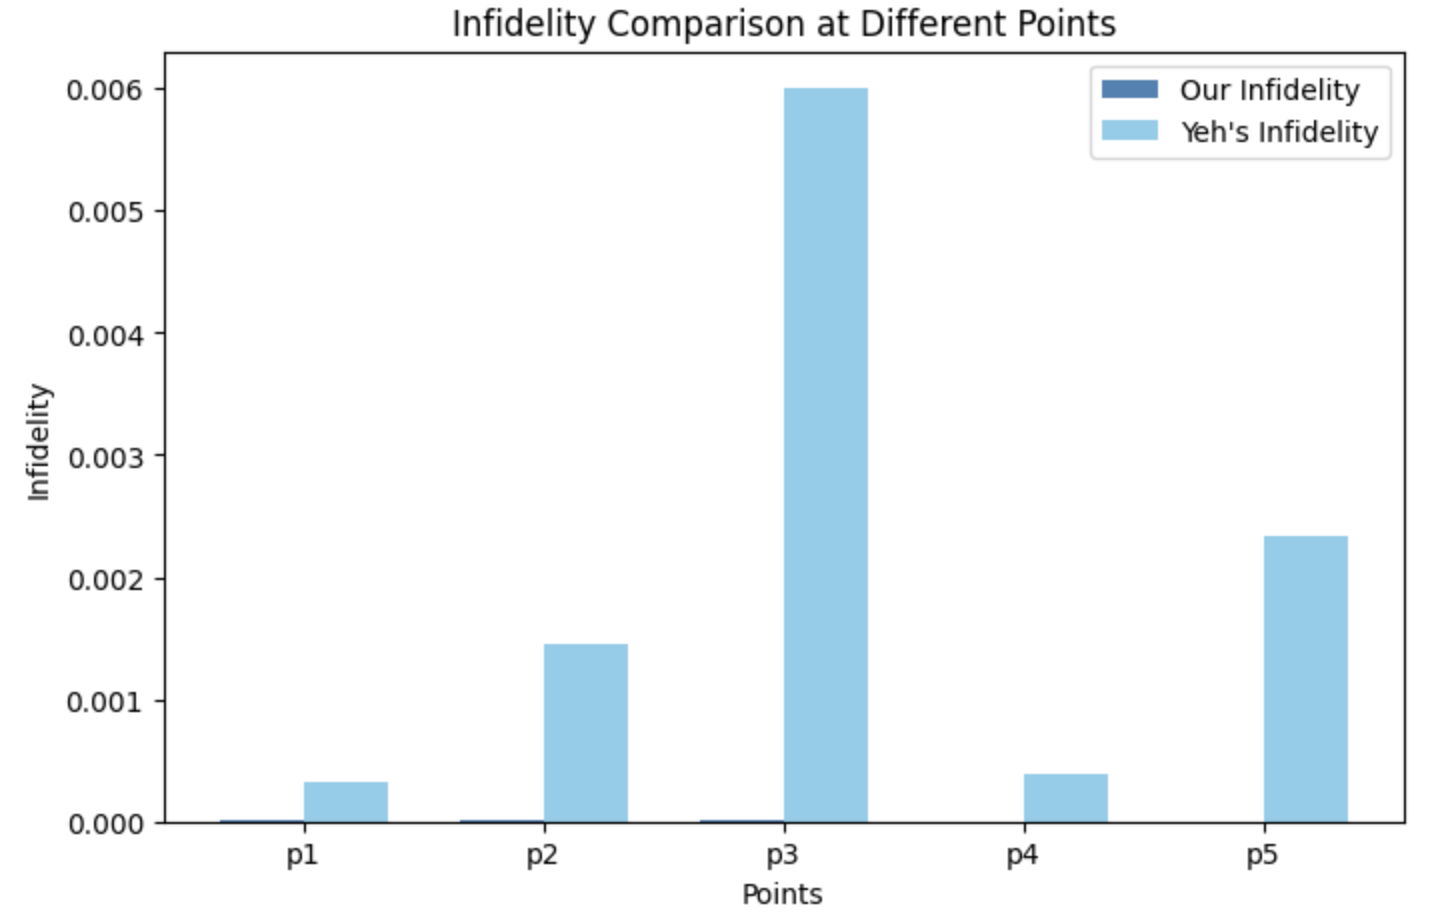 Infidelity Comparison at Different Points
Our Infidelity
Yeh's Infidelity
0.006
0.005
0.004
0.003
0.002
0.001
0.000
Infidelity
p1 p2 p3 p4 p5
Points